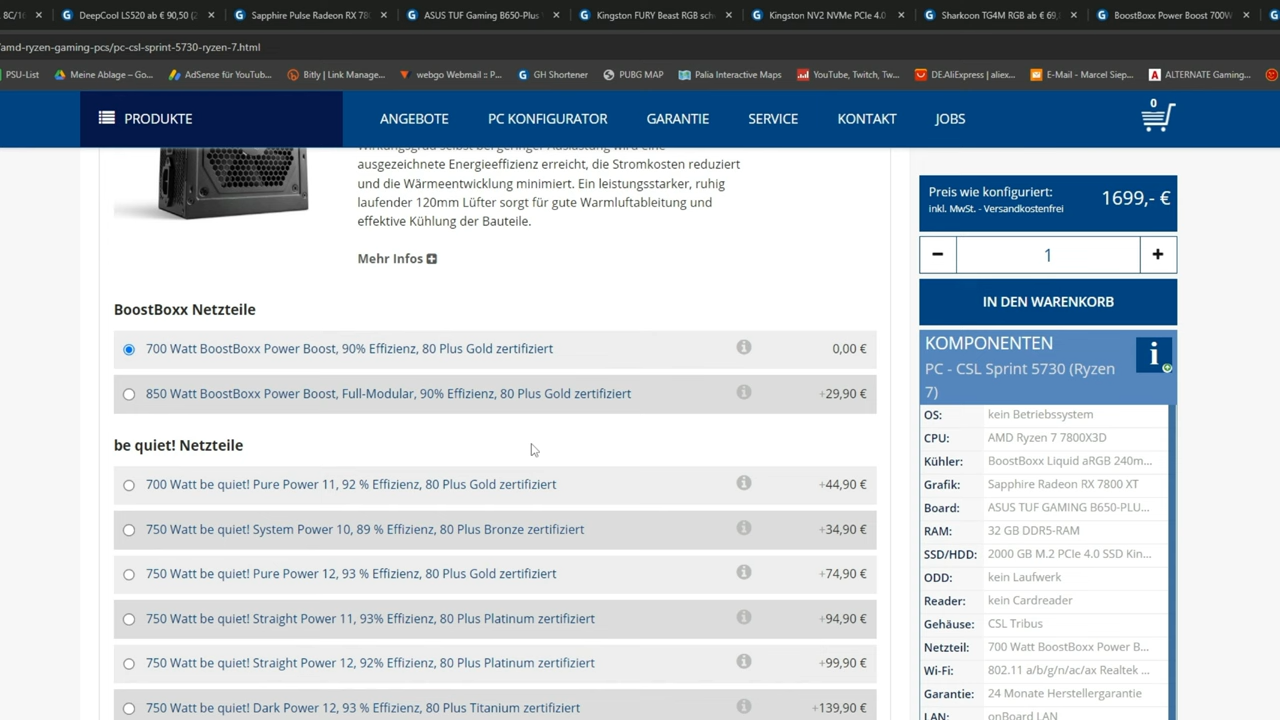 8C/16
DeepCool LS520 ab € 90,50 (2
Sapphire Pulse Radeon RX 78
ASUS TUF Gaming B650-Plus
Kingston FURY Beast RGB sch
Kingston NV2 NVMe PCIe 4.0
Sharkoon TG4M RGB ab € 69,
BoostBoxx Power Boost 700W
/amd-ryzen-gaming-pcs/pc-csl-sprint-5730-ryzen-7.html
PSU-List
Meine Ablage – Go...
AdSense für YouTub...
Bitly | Link Manage...
webgo Webmail :: P...
GH Shortener
PUBG MAP
Palia Interactive Maps
YouTube, Twitch, Tw...
DE.AliExpress | aliex...
E-Mail - Marcel Siep...
ALTERNATE Gaming...
PRODUKTE
ANGEBOTE
PC KONFIGURATOR
GARANTIE
SERVICE
KONTAKT
JOBS
0
Wirkungsgrad selbst bei geringer Auslastung wird eine
ausgezeichnete Energieeffizienz erreicht, die Stromkosten reduziert
und die Wärmeentwicklung minimiert. Ein leistungsstarker, ruhig
laufender 120mm Lüfter sorgt für gute Warmluftableitung und
effektive Kühlung der Bauteile.
Mehr Infos
BoostBoxx Netzteile
700 Watt BoostBoxx Power Boost, 90% Effizienz, 80 Plus Gold zertifiziert 0,00 €
850 Watt BoostBoxx Power Boost, Full-Modular, 90% Effizienz, 80 Plus Gold zertifiziert +29,90 €
be quiet! Netzteile
700 Watt be quiet! Pure Power 11, 92 % Effizienz, 80 Plus Gold zertifiziert +44,90 €
750 Watt be quiet! System Power 10, 89 % Effizienz, 80 Plus Bronze zertifiziert +34,90 €
750 Watt be quiet! Pure Power 12, 93 % Effizienz, 80 Plus Gold zertifiziert +74,90 €
750 Watt be quiet! Straight Power 11, 93% Effizienz, 80 Plus Platinum zertifiziert +94,90 €
750 Watt be quiet! Straight Power 12, 92% Effizienz, 80 Plus Platinum zertifiziert +99,90 €
750 Watt be quiet! Dark Power 12, 93 % Effizienz, 80 Plus Titanium zertifiziert +139,90 €
Preis wie konfiguriert: 1699,- €
inkl. MwSt. - Versandkostenfrei
− 1 +
IN DEN WARENKORB
KOMPONENTEN
PC - CSL Sprint 5730 (Ryzen
7)
OS: kein Betriebssystem
CPU: AMD Ryzen 7 7800X3D
Kühler: BoostBoxx Liquid aRGB 240m...
Grafik: Sapphire Radeon RX 7800 XT
Board: ASUS TUF GAMING B650-PLU...
RAM: 32 GB DDR5-RAM
SSD/HDD: 2000 GB M.2 PCIe 4.0 SSD Kin...
ODD: kein Laufwerk
Reader: kein Cardreader
Gehäuse: CSL Tribus
Netzteil: 700 Watt BoostBoxx Power B...
Wi-Fi: 802.11 a/b/g/n/ac/ax Realtek ...
Garantie: 24 Monate Herstellergarantie
LAN: onBoard LAN